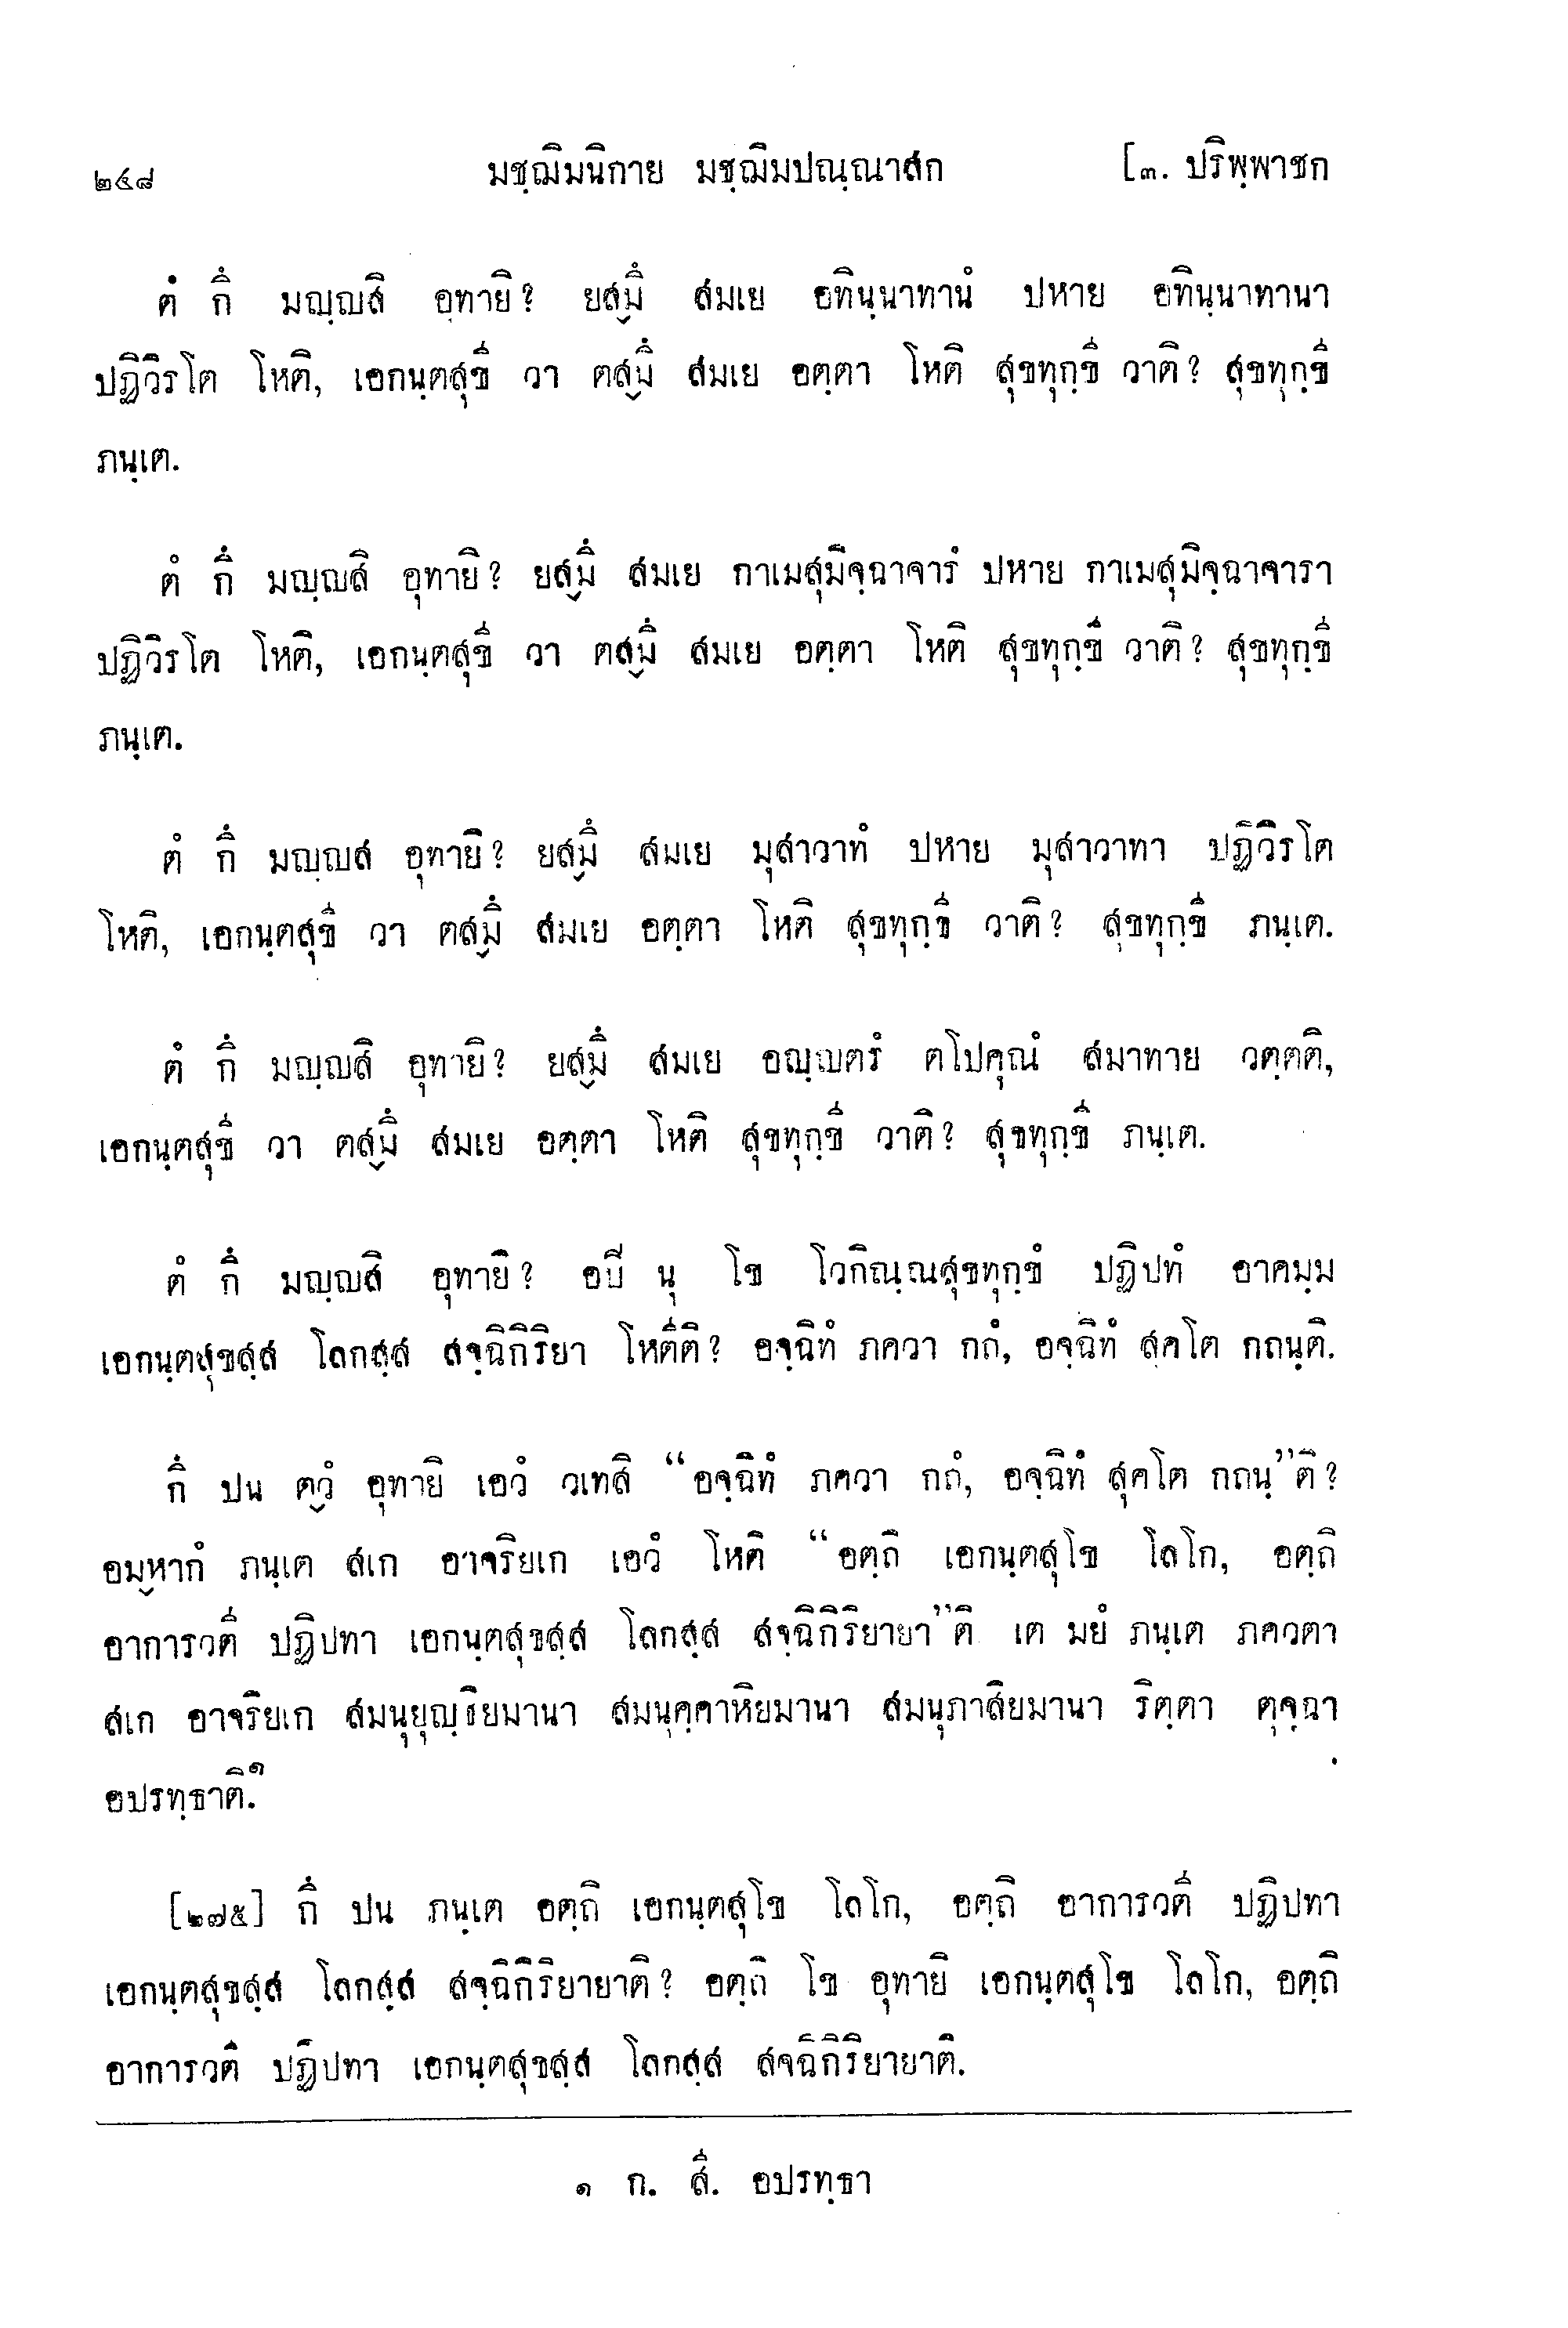 ๒๔๘ มชฺฌิมนิกาย มชฺฌิมปณฺณาสก [๓. ปริพฺพาชก
ตํ กึ มญฺญสิ อุทายิ? ยสฺมึ สมเย อทินฺนาทานํ ปหาย อทินฺนาทานา
ปฏิวิรโต โหติ, เอกนฺตสุขี วา ตสฺมึ สมเย อตฺตา โหติ สุขทุกฺขี วาติ? สุขทุกฺขี
ภนฺเต.
ตํ กึ มญฺญสิ อุทายิ? ยสฺมึ สมเย กาเมสุมิจฺฉาจารํ ปหาย กาเมสุมิจฺฉาจารา
ปฏิวิรโต โหติ, เอกนฺตสุขี วา ตสฺมึ สมเย อตฺตา โหติ สุขทุกฺขี วาติ? สุขทุกฺขี
ภนฺเต.
ตํ กึ มญฺญส อุทายิ? ยสฺมึ สมเย มุสาวาทํ ปหาย มุสาวาทา ปฏิวิรโต
โหติ, เอกนฺตสุขี วา ตสฺมึ สมเย อตฺตา โหติ สุขทุกฺขี วาติ? สุขทุกฺขี ภนฺเต.
ตํ กึ มญฺญสิ อุทายิ? ยสฺมึ สมเย อญฺญตรํ ตโปคุณํ สมาทาย วตฺตติ,
เอกนฺตสุขี วา ตสฺมึ สมเย อตฺตา โหติ สุขทุกฺขี วาติ? สุขทุกฺขี ภนฺเต.
ตํ กึ มญฺญสิ อุทายิ? อปี นุ โข โวกิณฺณสุขทุกฺขํ ปฏิปทํ อาคมฺม
เอกนฺตสุขสฺส โลกสฺส สจฺฉิกิริยา โหตีติ? อจฺฉิทํ ภควา กถํ, อจฺฉิทํ สุคโต กถนฺติ.
กึ ปน ตฺวํ อุทายิ เอวํ วเทสิ “อจฺฉิทํ ภควา กถํ, อจฺฉิทํ สุคโต กถนฺ”ติ?
อมฺหากํ ภนฺเต สเก อาจริยเก เอวํ โหติ “อตฺถิ เอกนฺตสุโข โลโก, อตฺถิ
อาการวตี ปฏิปทา เอกนฺตสุขสฺส โลกสฺส สจฺฉิกิริยายา”ติ เต มยํ ภนฺเต ภควตา
สเก อาจริยเก สมนุยุญฺชิยมานา สมนุคฺคาหิยมานา สมนุภาสิยมานา ริตฺตา ตุจฺฉา
อปรทฺธาติ.๑
[๒๗๕] กึ ปน ภนฺเต อตฺถิ เอกนฺตสุโข โลโก, อตฺถิ อาการวตี ปฏิปทา
เอกนฺตสุขสฺส โลกสฺส สจฺฉิกิริยายาติ? อตฺถิ โข อุทายิ เอกนฺตสุโข โลโก, อตฺถิ
อาการวตี ปฏิปทา เอกนฺตสุขสฺส โลกสฺส สจฉิกิริยายาติ.
๑ ก. สี. อปรทฺธา